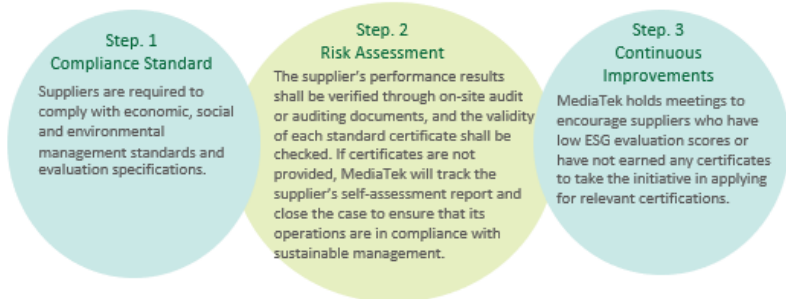 Step. 1
Compliance Standard
Suppliers are required to
comply with economic, social
and environmental
management standards and
evaluation specifications.
Step. 2
Risk Assessment
The supplier's performance results
shall be verified through on-site audit
or auditing documents, and the validity
of each standard certificate shall be
checked. If certificates are not
provided, MediaTek will track the
supplier's self-assessment report and
close the case to ensure that its
operations are in compliance with
sustainable management.
Step. 3
Continuous
Improvements
MediaTek holds meetings to
encourage suppliers who have
low ESG evaluation scores or
have not earned any certificates
to take the initiative in applying
for relevant certifications.